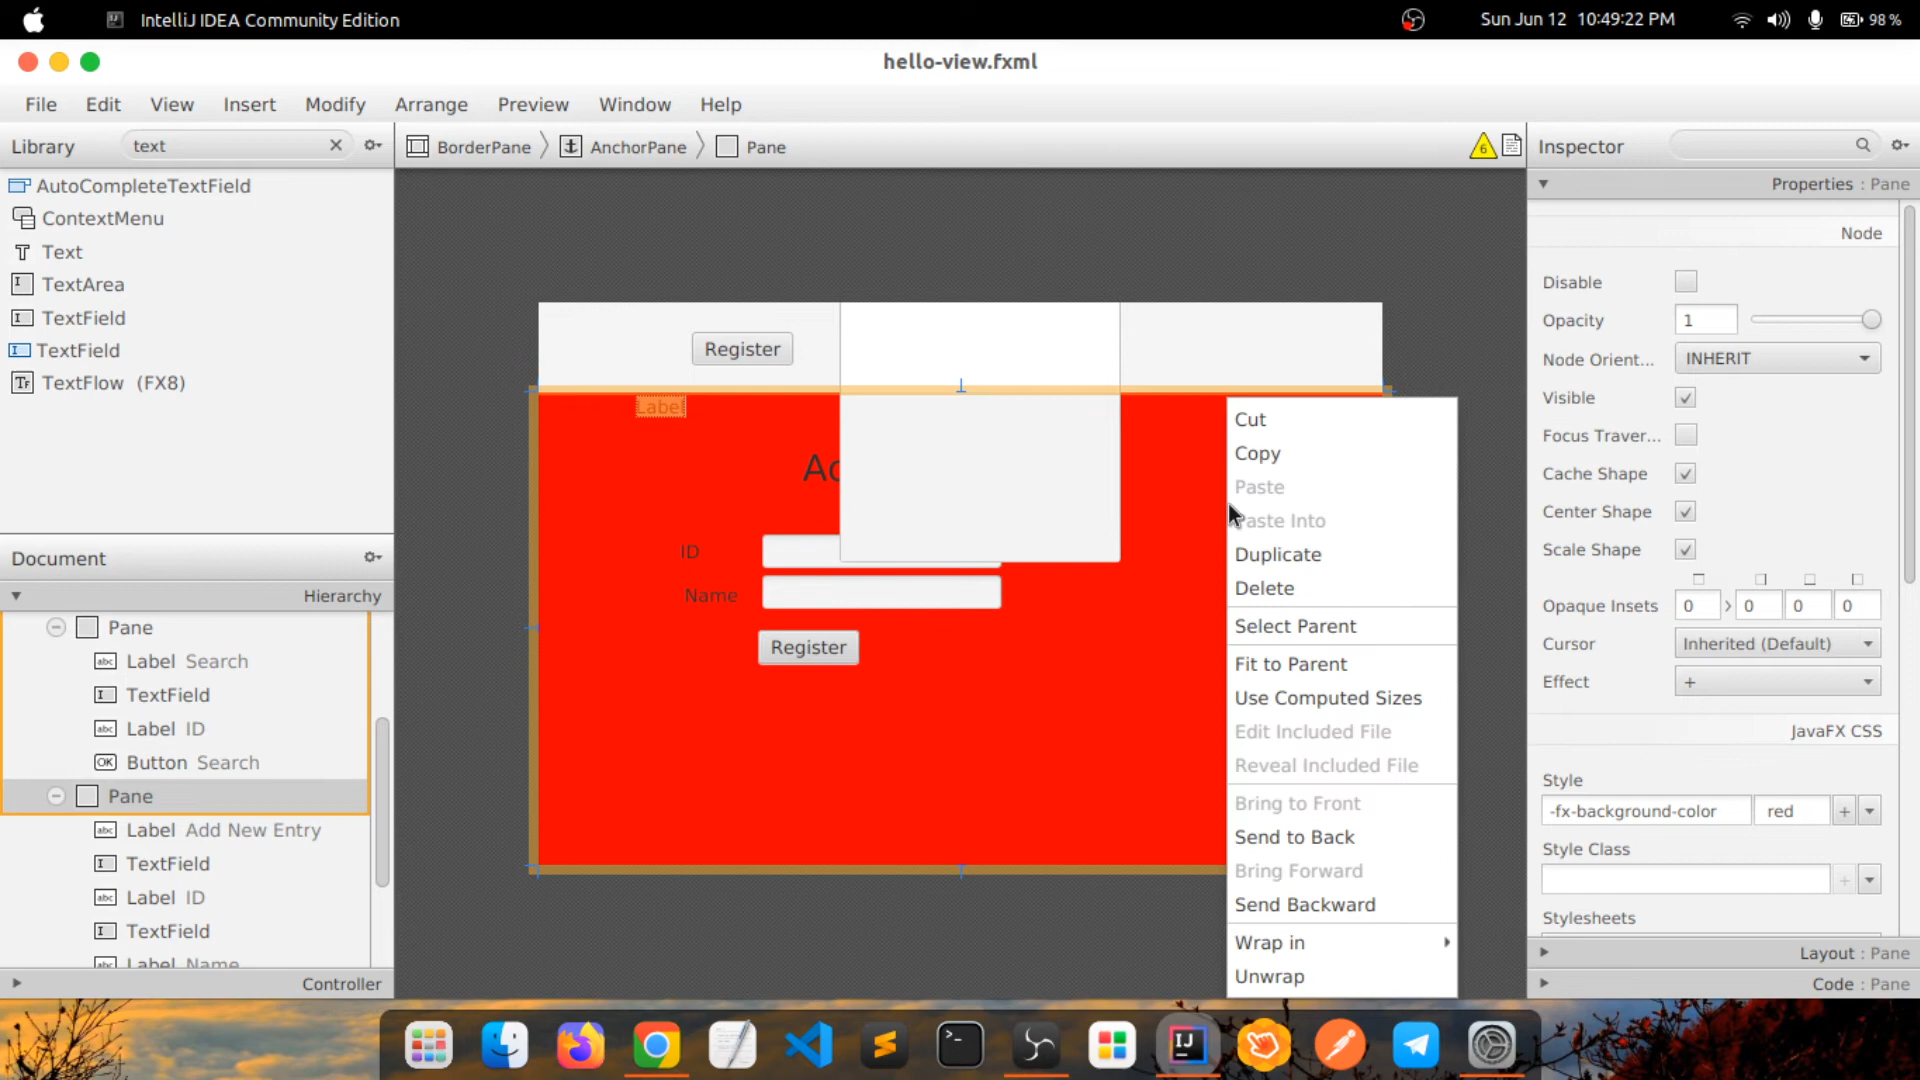 IntelliJ IDEA Community Edition
Sun Jun 12 10:49:22 PM
98 %
hello-view.fxml
File Edit View Insert Modify Arrange Preview Window Help
Library
text
BorderPane
AnchorPane
Pane
6
Inspector
AutoCompleteTextField
ContextMenu
Text
TextArea
TextField
TextField
TextFlow (FX8)
Document
Hierarchy
Pane
Label Search
TextField
Label ID
Button Search
Pane
Label Add New Entry
TextField
Label ID
TextField
Label Name
Controller
Register
Label
Ad
ID
Name
Register
Cut
Copy
Paste
Paste Into
Duplicate
Delete
Select Parent
Fit to Parent
Use Computed Sizes
Edit Included File
Reveal Included File
Bring to Front
Send to Back
Bring Forward
Send Backward
Wrap in
Unwrap
Properties : Pane
Node
Disable
Opacity 1
Node Orient... INHERIT
Visible
Focus Traver...
Cache Shape
Center Shape
Scale Shape
Opaque Insets 0 0 0 0
Cursor Inherited (Default)
Effect +
JavaFX CSS
Style
-fx-background-color red
Style Class
Stylesheets
Layout : Pane
Code : Pane